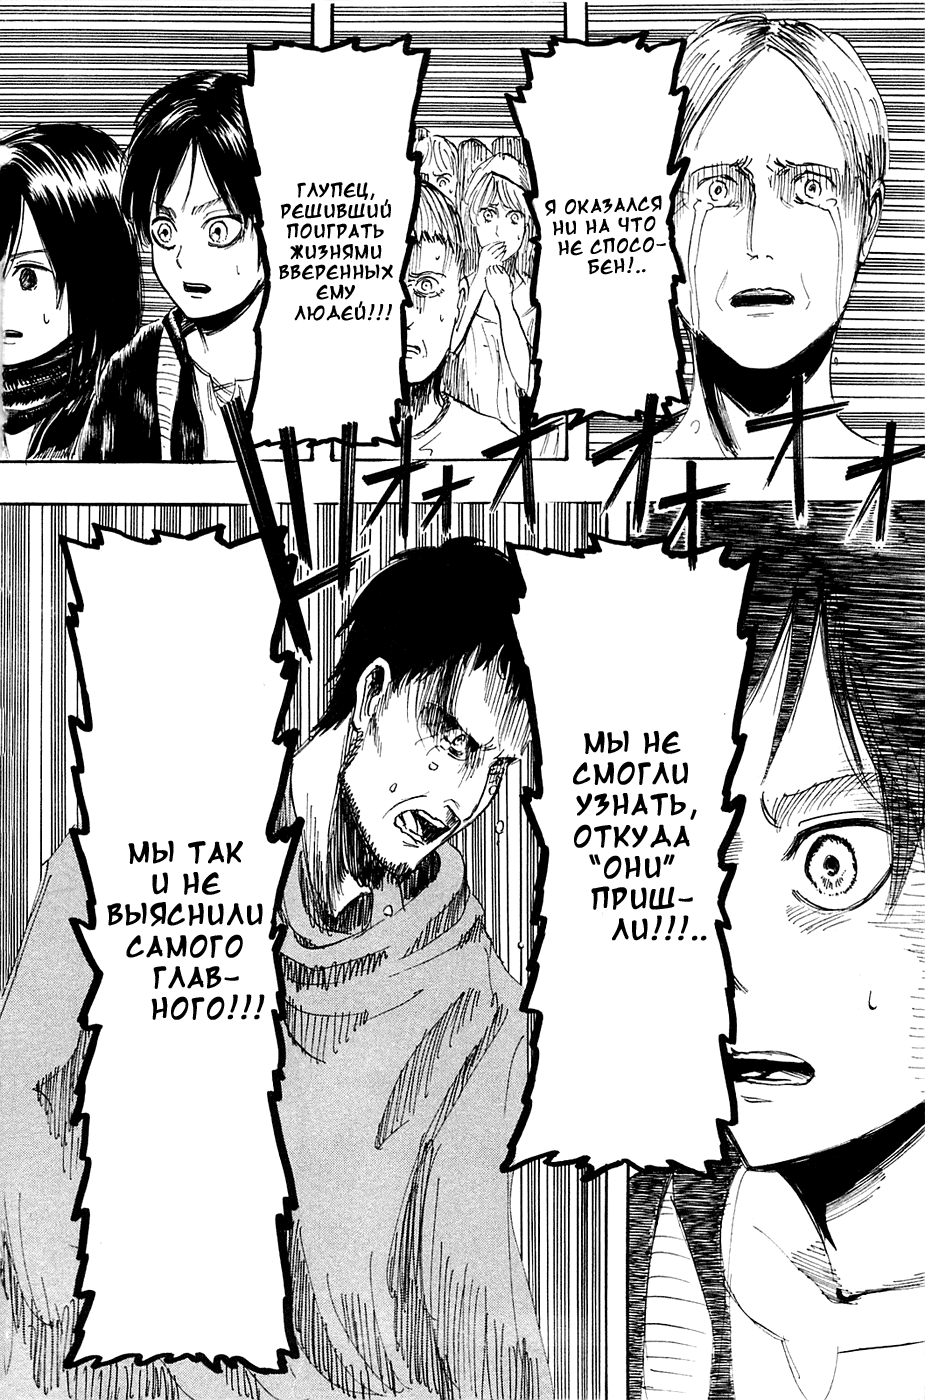 Я ОКАЗАЛСЯ
НИ НА ЧТО
НЕ СПОСО-
БЕН!..
ГЛУПЕЦ,
РЕШИВШИЙ
ПОИГРАТЬ
ЖИЗНЯМИ
ВВЕРЕННЫХ
ЕМУ
ЛЮДЕЙ!!!
МЫ НЕ
СМОГЛИ
УЗНАТЬ,
ОТКУДА
"ОНИ"
ПРИШ-
ЛИ!!!..
МЫ ТАК
И НЕ
ВЫЯСНИЛИ
САМОГО
ГЛАВ-
НОГО!!!